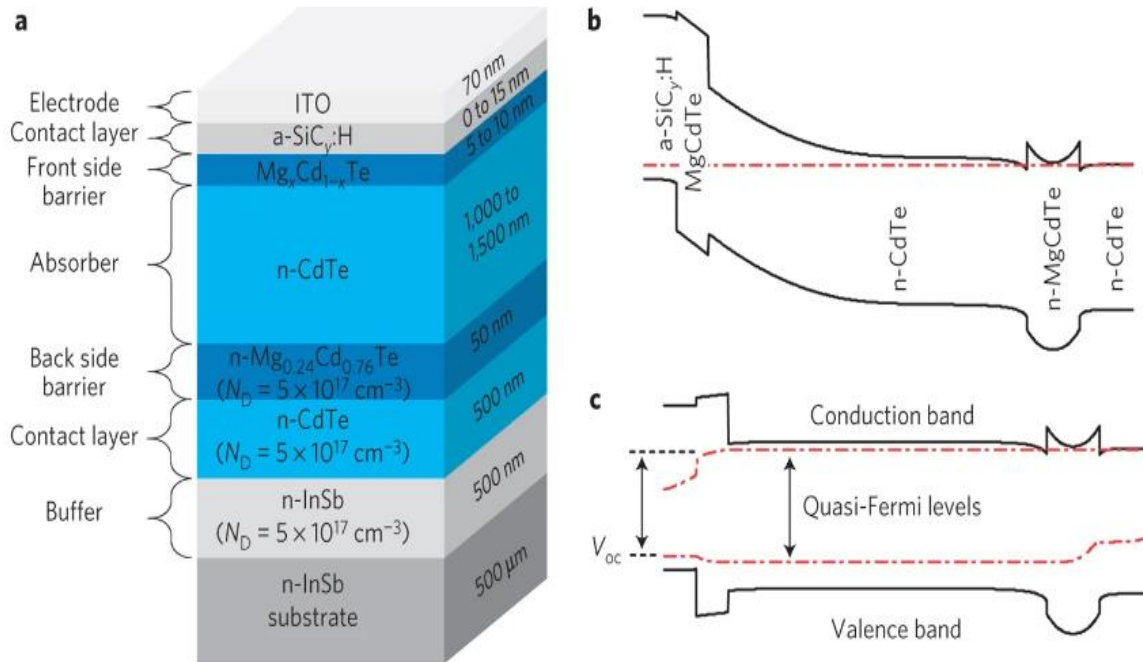 a
Electrode
Contact layer
Front side
barrier
Absorber
Back side
barrier
Contact layer
Buffer
ITO
a-SiCy:H
MgxCd1−xTe
n-CdTe
n-Mg0.24Cd0.76Te
(ND = 5 × 10^17 cm^−3)
n-CdTe
(ND = 5 × 10^17 cm^−3)
n-InSb
(ND = 5 × 10^17 cm^−3)
n-InSb
substrate
70 nm
0 to 15 nm
5 to 10 nm
1,000 to
1,500 nm
50 nm
500 nm
500 nm
500 μm
b
a-SiCy:H
MgCdTe
n-CdTe
n-MgCdTe
n-CdTe
c
Conduction band
Quasi-Fermi levels
Voc
Valence band